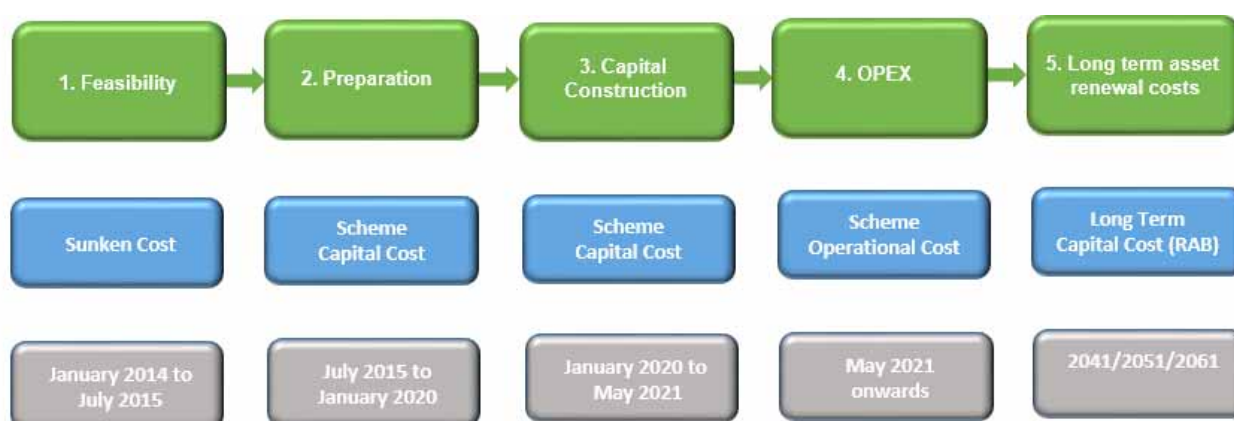 1. Feasibility
2. Preparation
3. Capital
Construction
4. OPEX
5. Long term asset
renewal costs
Sunken Cost
Scheme
Capital Cost
Scheme
Capital Cost
Scheme
Operational Cost
Long Term
Capital Cost (RAB)
January 2014 to
July 2015
July 2015 to
January 2020
January 2020 to
May 2021
May 2021
onwards
2041/2051/2061